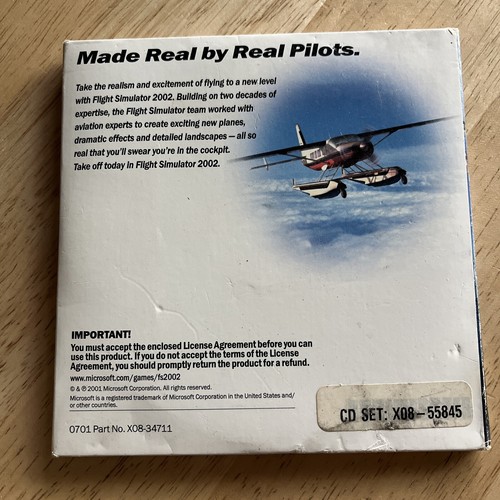 Made Real by Real Pilots.
Take the realism and excitement of flying to a new level
with Flight Simulator 2002. Building on two decades of
expertise, the Flight Simulator team worked with
aviation experts to create exciting new planes,
dramatic effects and detailed landscapes — all so
real that you'll swear you're in the cockpit.
Take off today in Flight Simulator 2002.
IMPORTANT!
You must accept the enclosed License Agreement before you can
use this product. If you do not accept the terms of the License
Agreement, you should promptly return the product for a refund.
www.microsoft.com/games/fs2002
© & ℗ 2001 Microsoft Corporation. All rights reserved.
Microsoft is a registered trademark of Microsoft Corporation in the United States and/
or other countries.
0701 Part No. X08-34711
CD SET: X08-55845